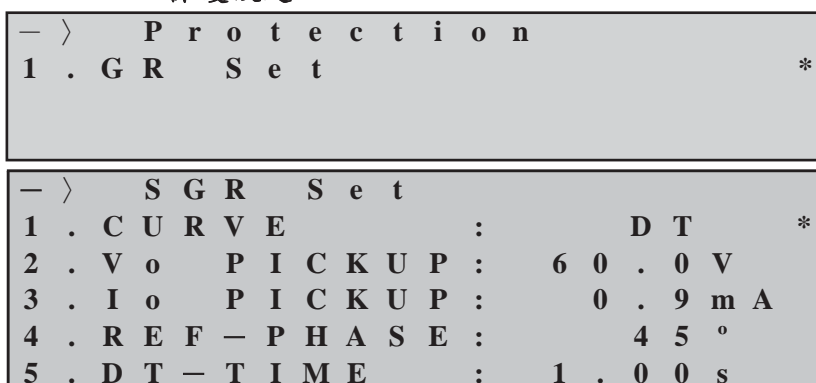 —〉 Protection
1.GR Set *
—〉 SGR Set
1.CURVE : DT *
2.Vo PICKUP: 60.0V
3.Io PICKUP: 0.9mA
4.REF—PHASE: 45°
5.DT—TIME : 1.00s